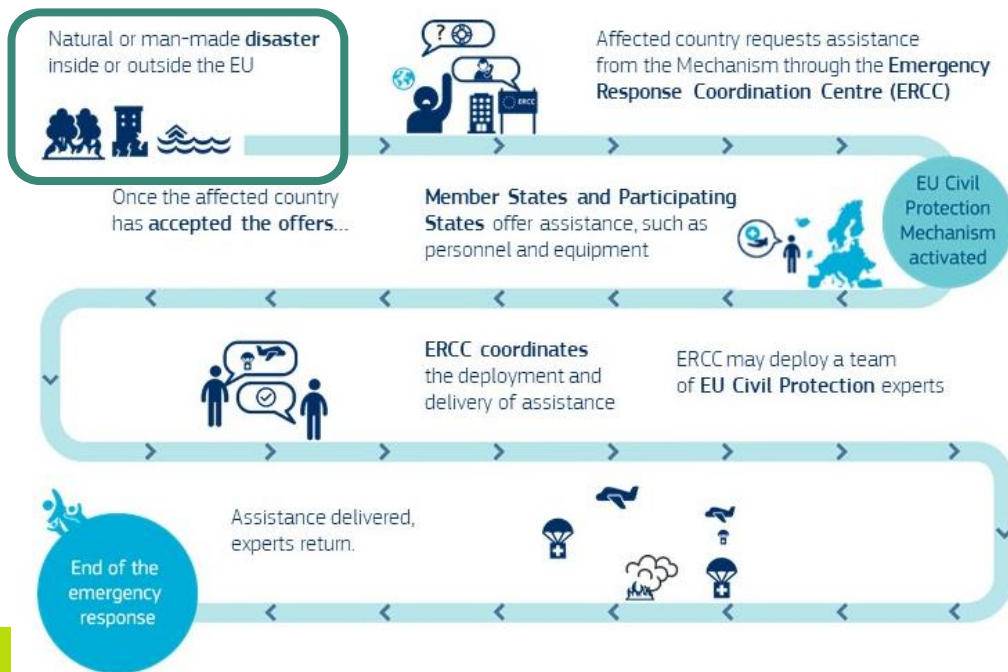 Natural or man-made disaster
inside or outside the EU
?
ERCC
Affected country requests assistance
from the Mechanism through the Emergency
Response Coordination Centre (ERCC)
EU Civil
Protection
Mechanism
activated
Member States and Participating
States offer assistance, such as
personnel and equipment
Once the affected country
has accepted the offers...
ERCC coordinates
the deployment and
delivery of assistance
ERCC may deploy a team
of EU Civil Protection experts
Assistance delivered,
experts return.
End of the
emergency
response